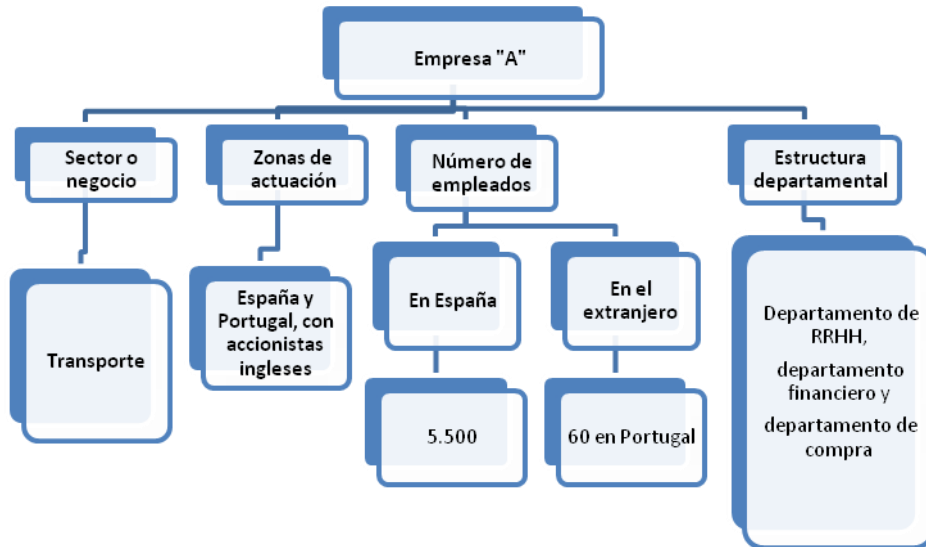 Empresa "A"
Sector o
negocio
Zonas de
actuación
Número de
empleados
Estructura
departamental
Transporte
España y
Portugal, con
accionistas
ingleses
En España
En el
extranjero
5.500
60 en Portugal
Departamento de
RRHH,
departamento
financiero y
departamento de
compra